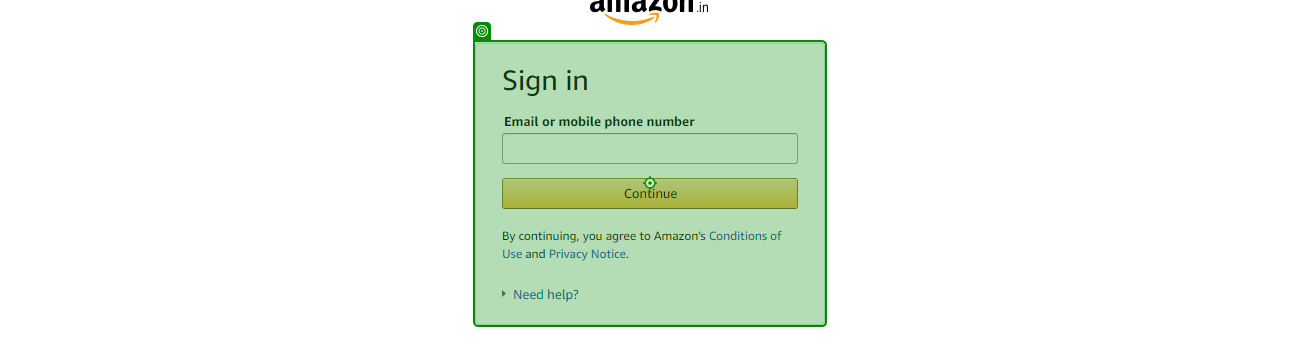 amazon.in
Sign in
Email or mobile phone number
Continue
By continuing, you agree to Amazon's Conditions of
Use and Privacy Notice.
Need help?